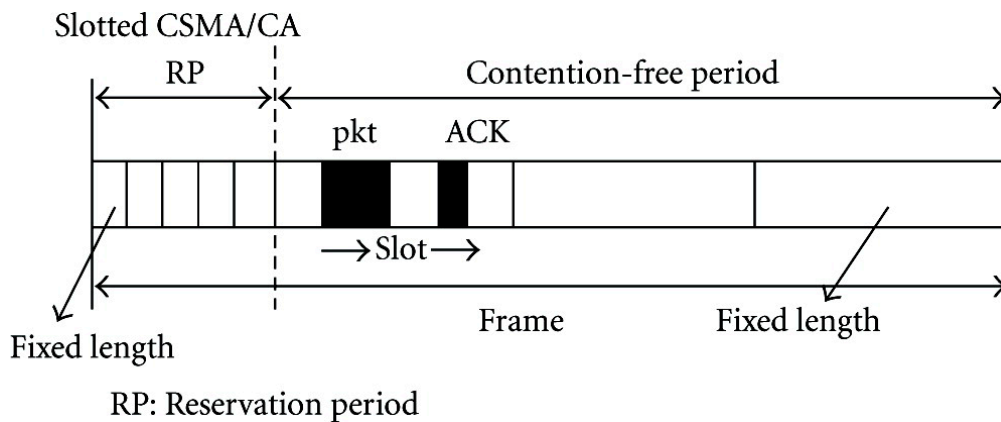 Slotted CSMA/CA
RP
Contention-free period
pkt
ACK
Slot
Frame
Fixed length
Fixed length
RP: Reservation period